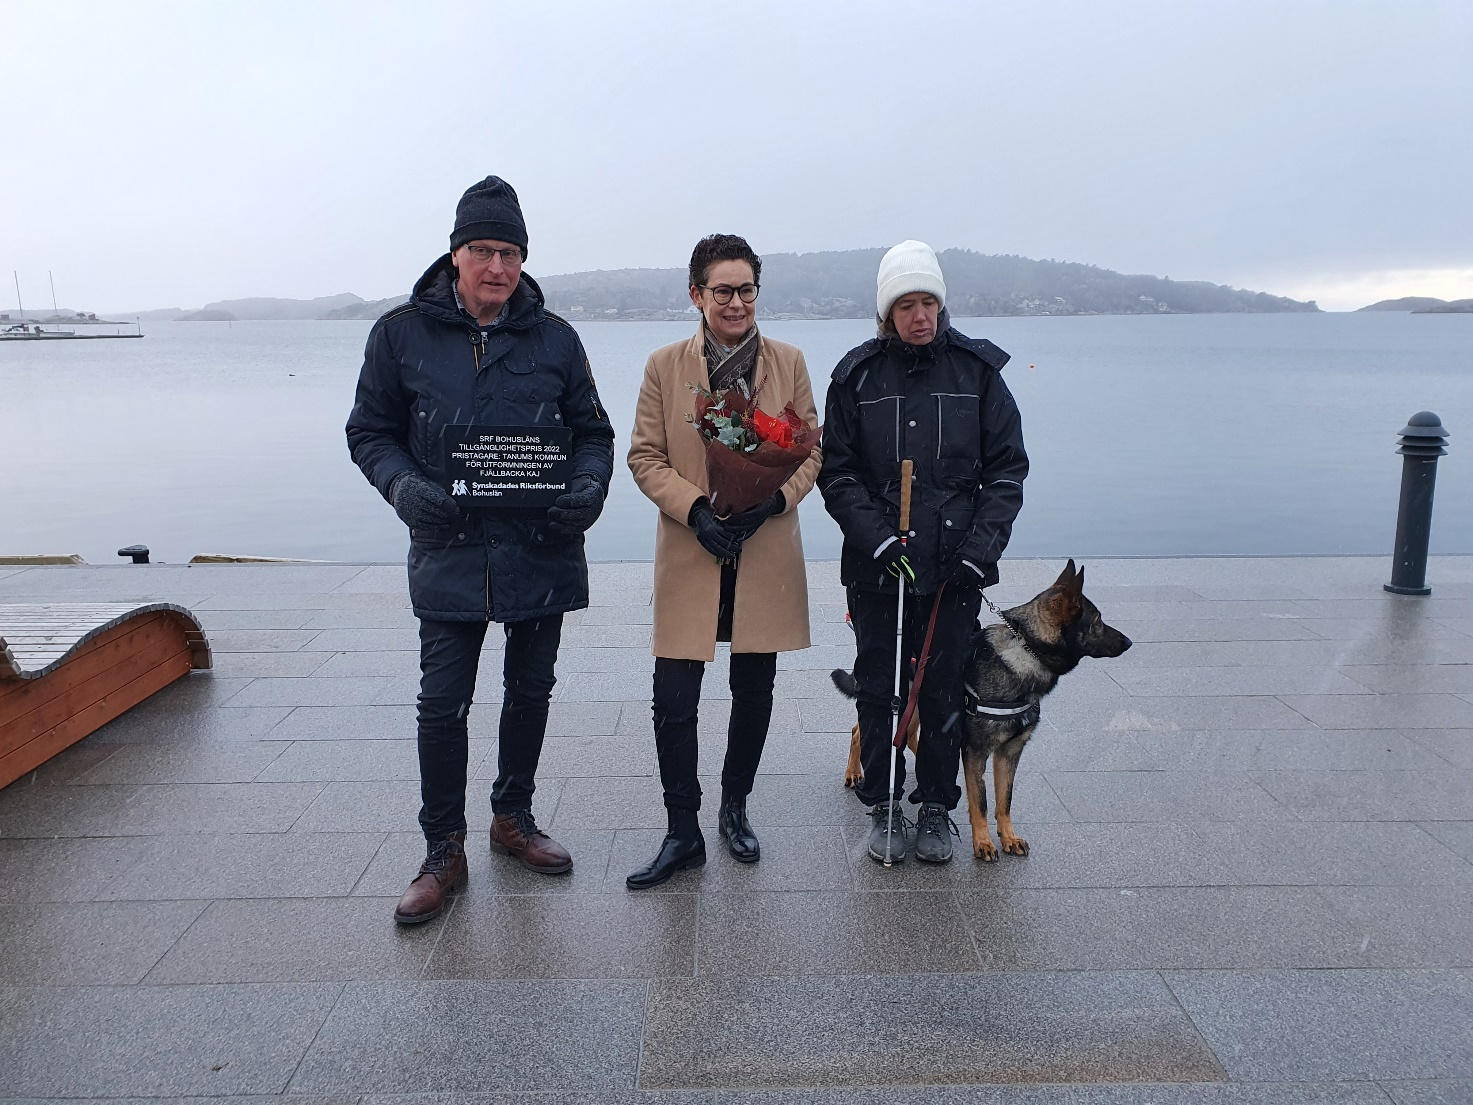 SRF BOHUSLÄNS
TILLGÄNGLIGHETSPRIS 2022
PRISTAGARE: TANUMS KOMMUN
FÖR UTFORMNINGEN AV
FJÄLLBACKA KAJ
Synskadades Riksförbund
Bohuslän